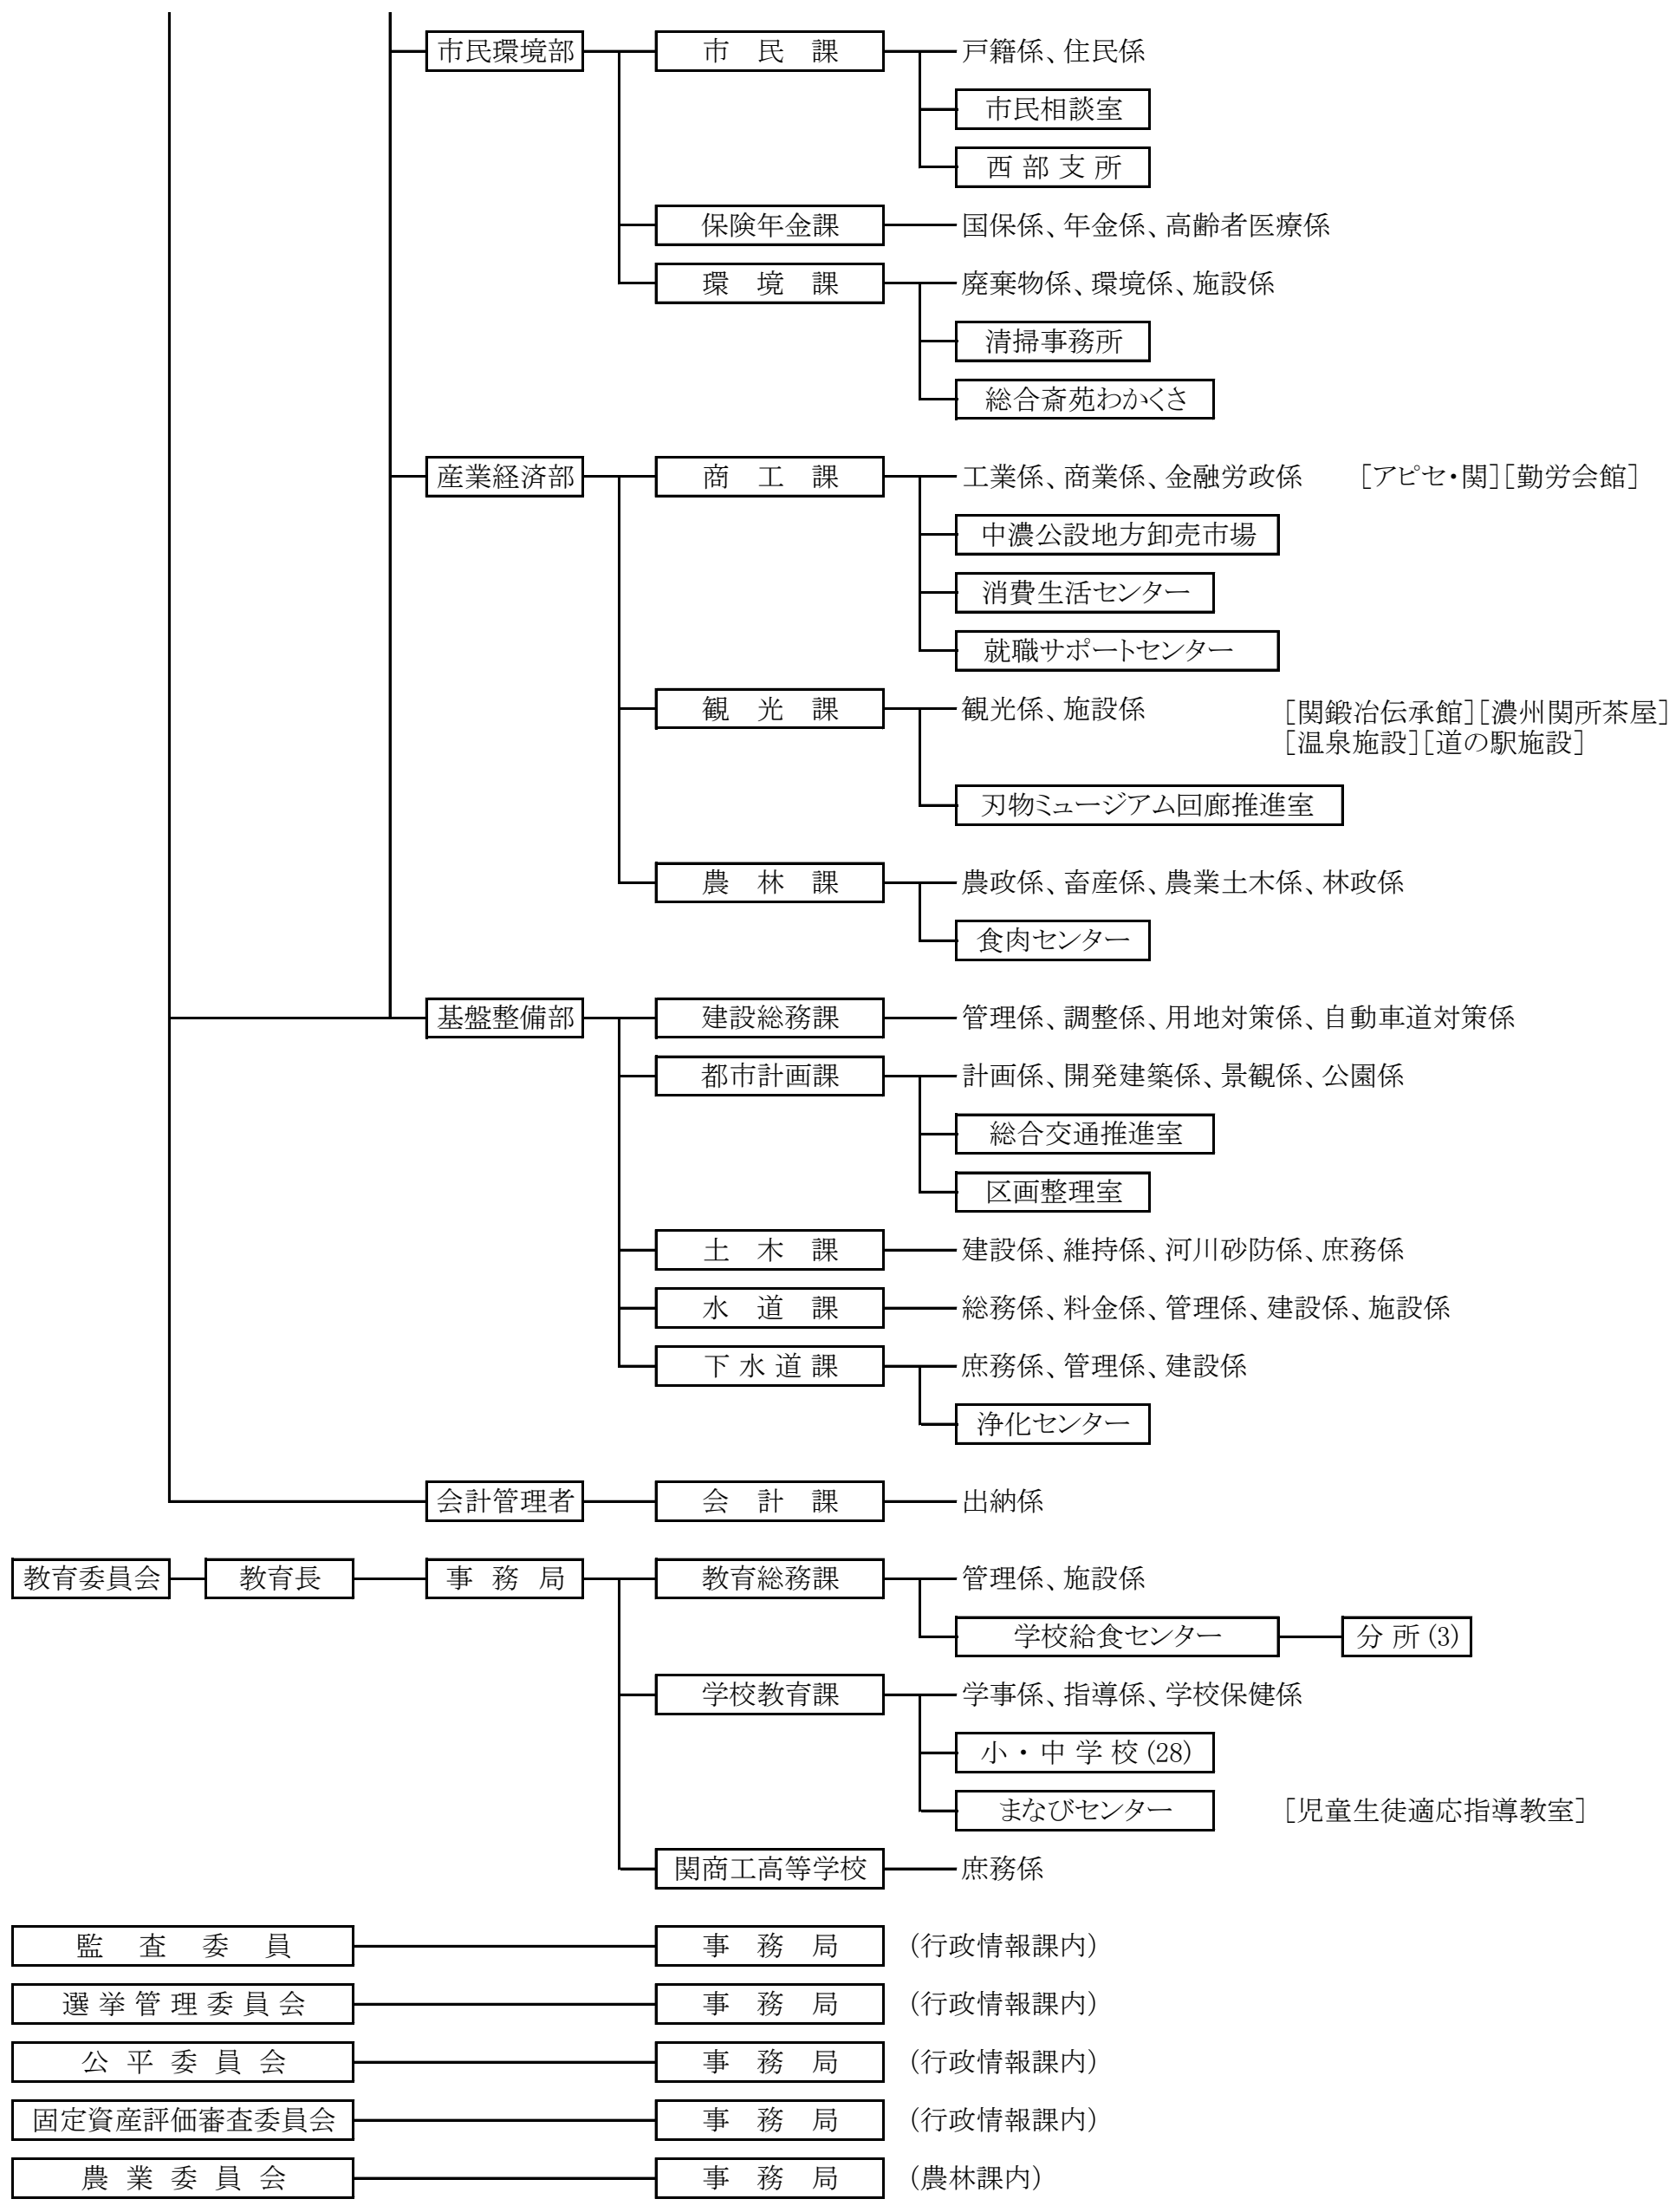 市民環境部 市民課 戸籍係、住民係
市民相談室
西部支所
保険年金課 国保係、年金係、高齢者医療係
環境課 廃棄物係、環境係、施設係
清掃事務所
総合斎苑わかくさ
産業経済部 商工課 工業係、商業係、金融労政係 [アピセ・関][勤労会館]
中濃公設地方卸売市場
消費生活センター
就職サポートセンター
観光課 観光係、施設係 [関鍛冶伝承館][濃州関所茶屋]
[温泉施設][道の駅施設]
刃物ミュージアム回廊推進室
農林課 農政係、畜産係、農業土木係、林政係
食肉センター
基盤整備部 建設総務課 管理係、調整係、用地対策係、自動車道対策係
都市計画課 計画係、開発建築係、景観係、公園係
総合交通推進室
区画整理室
土木課 建設係、維持係、河川砂防係、庶務係
水道課 総務係、料金係、管理係、建設係、施設係
下水道課 庶務係、管理係、建設係
浄化センター
会計管理者 会計課 出納係
教育委員会 教育長 事務局 教育総務課 管理係、施設係
学校給食センター 分所(3)
学校教育課 学事係、指導係、学校保健係
小・中学校(28)
まなびセンター [児童生徒適応指導教室]
関商工高等学校 庶務係
監査委員 事務局 (行政情報課内)
選挙管理委員会 事務局 (行政情報課内)
公平委員会 事務局 (行政情報課内)
固定資産評価審査委員会 事務局 (行政情報課内)
農業委員会 事務局 (農林課内)